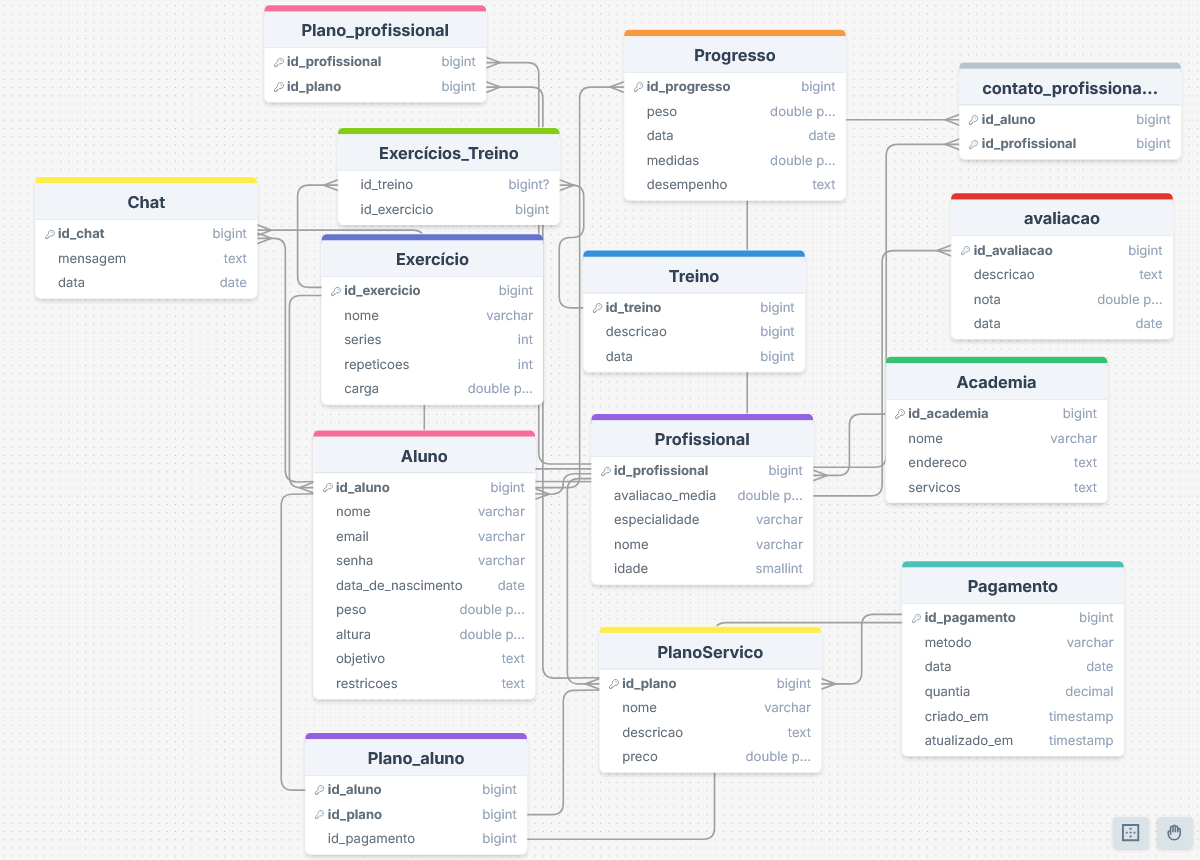 Plano_profissional
id_profissional bigint
id_plano bigint
Progresso
id_progresso bigint
peso double p...
data date
medidas double p...
desempenho text
contato_profissiona...
id_aluno bigint
id_profissional bigint
Exercícios_Treino
id_treino bigint?
id_exercicio bigint
Chat
id_chat bigint
mensagem text
data date
avaliacao
id_avaliacao bigint
descricao text
nota double p...
data date
Exercício
id_exercicio bigint
nome varchar
series int
repeticoes int
carga double p...
Treino
id_treino bigint
descricao bigint
data bigint
Academia
id_academia bigint
nome varchar
endereco text
servicos text
Aluno
id_aluno bigint
nome varchar
email varchar
senha varchar
data_de_nascimento date
peso double p...
altura double p...
objetivo text
restricoes text
Profissional
id_profissional bigint
avaliacao_media double p...
especialidade varchar
nome varchar
idade smallint
Pagamento
id_pagamento bigint
metodo varchar
data date
quantia decimal
criado_em timestamp
atualizado_em timestamp
PlanoServico
id_plano bigint
nome varchar
descricao text
preco double p...
Plano_aluno
id_aluno bigint
id_plano bigint
id_pagamento bigint